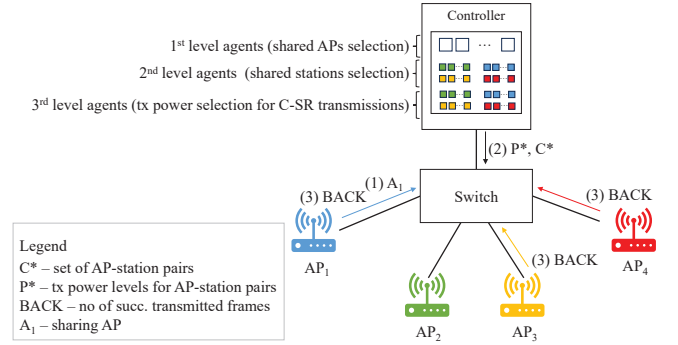 Controller
1st level agents (shared APs selection)
...
2nd level agents (shared stations selection)
3rd level agents (tx power selection for C-SR transmissions)
(2) P*, C*
(1) A1
(3) BACK
Switch
(3) BACK
(3) BACK
AP1
AP2
AP3
AP4
Legend
C* – set of AP-station pairs
P* – tx power levels for AP-station pairs
BACK – no of succ. transmitted frames
A1 – sharing AP